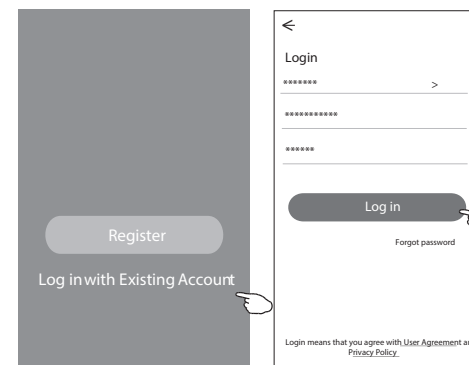 Register
Log in with Existing Account
Login
******* >
***********
******
Log in
Forgot password
Login means that you agree with User Agreement
Privacy Policy